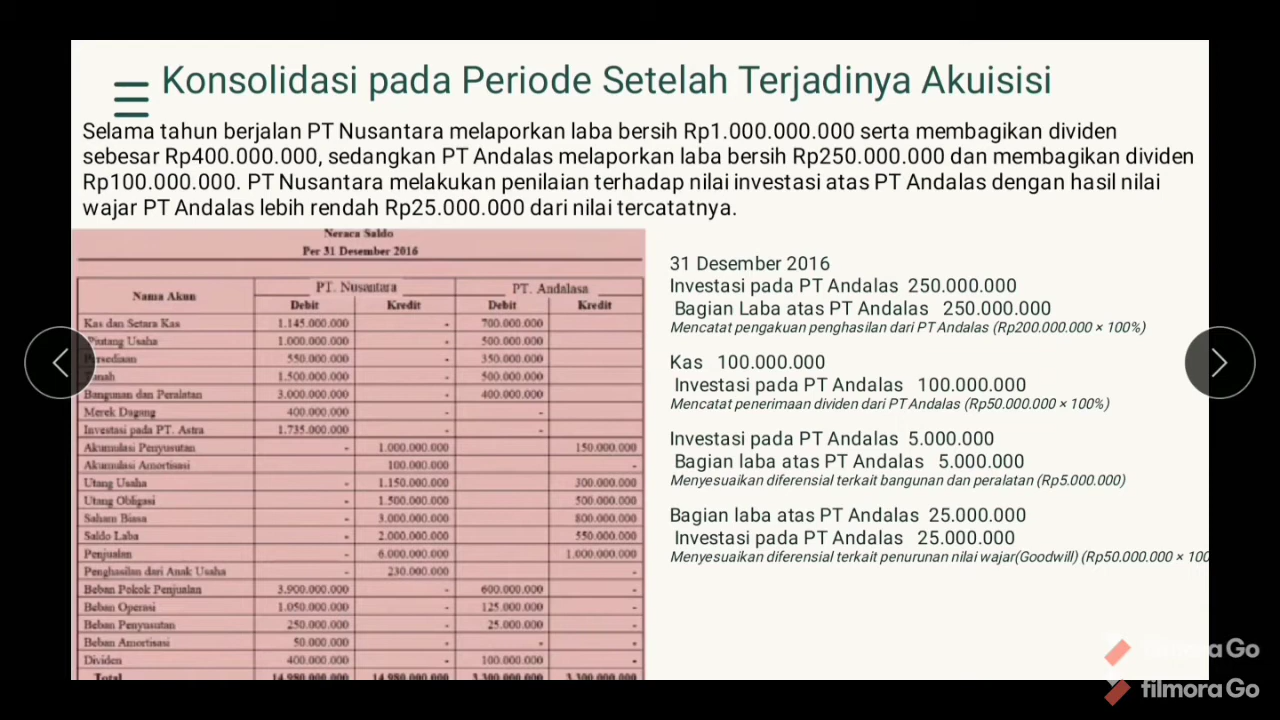 Konsolidasi pada Periode Setelah Terjadinya Akuisisi
Selama tahun berjalan PT Nusantara melaporkan laba bersih Rp1.000.000.000 serta membagikan dividen
sebesar Rp400.000.000, sedangkan PT Andalas melaporkan laba bersih Rp250.000.000 dan membagikan dividen
Rp100.000.000. PT Nusantara melakukan penilaian terhadap nilai investasi atas PT Andalas dengan hasil nilai
wajar PT Andalas lebih rendah Rp25.000.000 dari nilai tercatatnya.
Neraca Saldo
Per 31 Desember 2016
Nama Akun PT. Nusantara PT. Andalasa
Debit Kredit Debit Kredit
Kas dan Setara Kas 1.145.000.000 - 700.000.000
Piutang Usaha 1.000.000.000 - 500.000.000
Persediaan 550.000.000 - 350.000.000
Tanah 1.500.000.000 - 500.000.000
Bangunan dan Peralatan 3.000.000.000 - 400.000.000
Merek Dagang 400.000.000 - -
Investasi pada PT. Astra 1.735.000.000 - -
Akumulasi Penyusutan - 1.000.000.000 150.000.000
Akumulasi Amortisasi 100.000.000 -
Utang Usaha - 1.150.000.000 300.000.000
Utang Obligasi - 1.500.000.000 500.000.000
Saham Biasa - 3.000.000.000 800.000.000
Saldo Laba - 2.000.000.000 550.000.000
Penjualan - 6.000.000.000 1.000.000.000
Penghasilan dari Anak Usaha 230.000.000 -
Beban Pokok Penjualan 3.900.000.000 - 600.000.000 -
Beban Operasi 1.050.000.000 - 125.000.000 -
Beban Penyusutan 250.000.000 - 25.000.000 -
Beban Amortisasi 50.000.000 - - -
Dividen 400.000.000 - 100.000.000 -
Total 14.980.000.000 14.980.000.000 3.300.000.000 3.300.000.000
31 Desember 2016
Investasi pada PT Andalas 250.000.000
Bagian Laba atas PT Andalas 250.000.000
Mencatat pengakuan penghasilan dari PT Andalas (Rp200.000.000 × 100%)
Kas 100.000.000
Investasi pada PT Andalas 100.000.000
Mencatat penerimaan dividen dari PT Andalas (Rp50.000.000 × 100%)
Investasi pada PT Andalas 5.000.000
Bagian laba atas PT Andalas 5.000.000
Menyesuaikan diferensial terkait bangunan dan peralatan (Rp5.000.000)
Bagian laba atas PT Andalas 25.000.000
Investasi pada PT Andalas 25.000.000
Menyesuaikan diferensial terkait penurunan nilai wajar(Goodwill) (Rp50.000.000 × 100
filmora Go
filmora Go